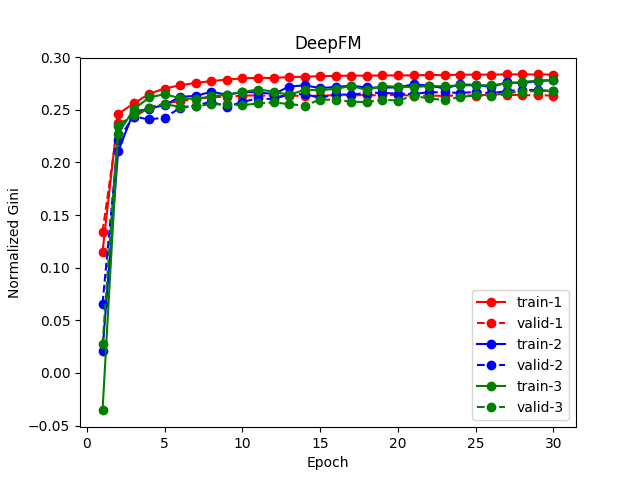 DeepFM
Normalized Gini
0.30
0.25
0.20
0.15
0.10
0.05
0.00
−0.05
0 5 10 15 20 25 30
Epoch
train-1
valid-1
train-2
valid-2
train-3
valid-3